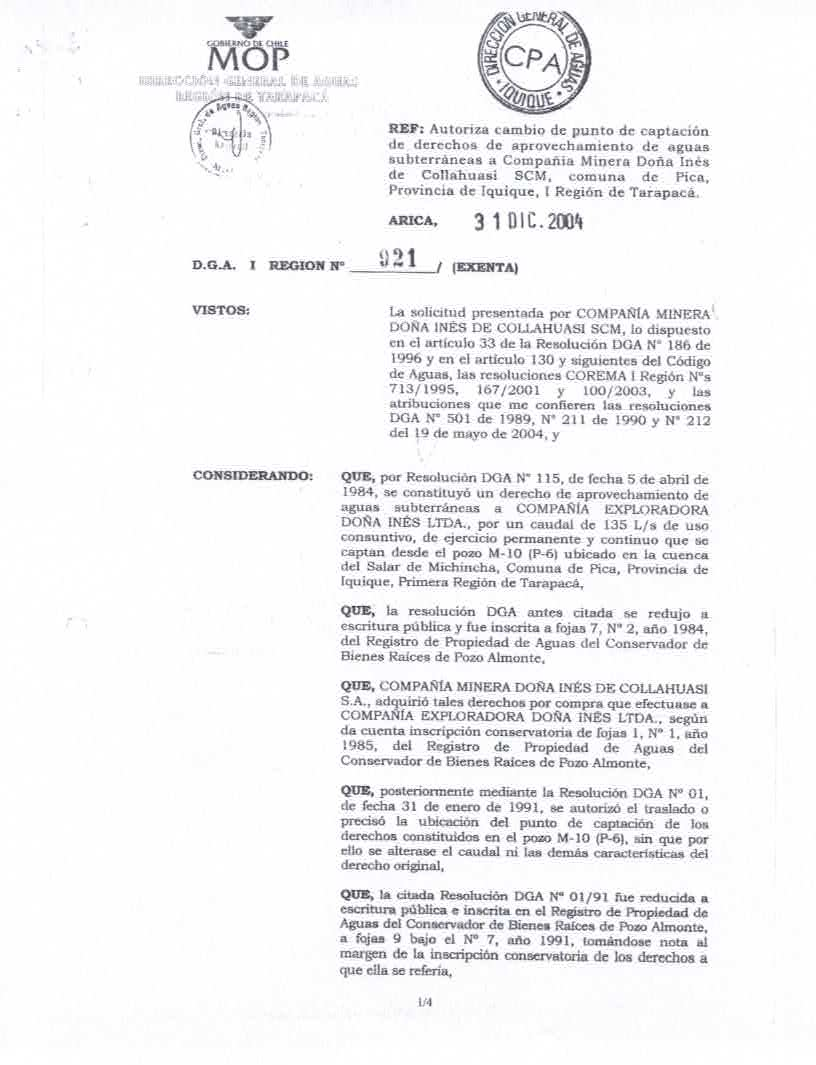 GOBIERNO DE CHILE
MOP
DIRECCIÓN GENERAL DE AGUAS
REGIÓN DE TARAPACÁ
DIRECCIÓN GENERAL DE AGUAS
CPA
IQUIQUE
REF: Autoriza cambio de punto de captación
de derechos de aprovechamiento de aguas
subterráneas a Compañía Minera Doña Inés
de Collahuasi SCM, comuna de Pica,
Provincia de Iquique, I Región de Tarapacá.
ARICA, 31 DIC. 2004
D.G.A. I REGION N° 921 / (EXENTA)
VISTOS:
La solicitud presentada por COMPAÑÍA MINERA
DOÑA INÉS DE COLLAHUASI SCM, lo dispuesto
en el artículo 33 de la Resolución DGA N° 186 de
1996 y en el artículo 130 y siguientes del Código
de Aguas, las resoluciones COREMA I Región N°s
713/1995, 167/2001 y 100/2003, y las
atribuciones que me confieren las resoluciones
DGA N° 501 de 1989, N° 211 de 1990 y N° 212
del 19 de mayo de 2004, y
CONSIDERANDO:
QUE, por Resolución DGA N° 115, de fecha 5 de abril de
1984, se constituyó un derecho de aprovechamiento de
aguas subterráneas a COMPAÑÍA EXPLORADORA
DOÑA INÉS LTDA., por un caudal de 135 L/s de uso
consuntivo, de ejercicio permanente y continuo que se
captan desde el pozo M-10 (P-6) ubicado en la cuenca
del Salar de Michincha, Comuna de Pica, Provincia de
Iquique, Primera Región de Tarapacá,
QUE, la resolución DGA antes citada se redujo a
escritura pública y fue inscrita a fojas 7, N° 2, año 1984,
del Registro de Propiedad de Aguas del Conservador de
Bienes Raíces de Pozo Almonte,
QUE, COMPAÑÍA MINERA DOÑA INÉS DE COLLAHUASI
S.A., adquirió tales derechos por compra que efectuase a
COMPAÑÍA EXPLORADORA DOÑA INÉS LTDA., según
da cuenta inscripción conservatoria de fojas 1, N° 1, año
1985, del Registro de Propiedad de Aguas del
Conservador de Bienes Raíces de Pozo Almonte,
QUE, posteriormente mediante la Resolución DGA N° 01,
de fecha 31 de enero de 1991, se autorizó el traslado o
precisó la ubicación del punto de captación de los
derechos constituidos en el pozo M-10 (P-6), sin que por
ello se alterase el caudal ni las demás características del
derecho original,
QUE, la citada Resolución DGA N° 01/91 fue reducida a
escritura pública e inscrita en el Registro de Propiedad de
Aguas del Conservador de Bienes Raíces de Pozo Almonte,
a fojas 9 bajo el N° 7, año 1991, tomándose nota al
margen de la inscripción conservatoria de los derechos a
que ella se refería,
1/4